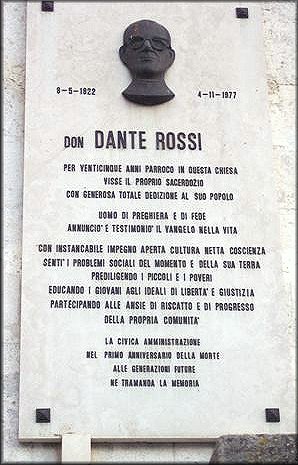 8-5-1922
4-11-1977
DON DANTE ROSSI
PER VENTICINQUE ANNI PARROCO IN QUESTA CHIESA
VISSE IL PROPRIO SACERDOZIO
CON GENEROSA TOTALE DEDIZIONE AL SUO POPOLO
UOMO DI PREGHIERA E DI FEDE
ANNUNCIO' E TESTIMONIO' IL VANGELO NELLA VITA
CON INSTANCABILE IMPEGNO APERTA CULTURA NETTA COSCIENZA
SENTI' I PROBLEMI SOCIALI DEL MOMENTO E DELLA SUA TERRA
PREDILIGENDO I PICCOLI E I POVERI
EDUCANDO I GIOVANI AGLI IDEALI DI LIBERTA' E GIUSTIZIA
PARTECIPANDO ALLE ANSIE DI RISCATTO E DI PROGRESSO
DELLA PROPRIA COMUNITA'
LA CIVICA AMMINISTRAZIONE
NEL PRIMO ANNIVERSARIO DELLA MORTE
ALLE GENERAZIONI FUTURE
NE TRAMANDA LA MEMORIA